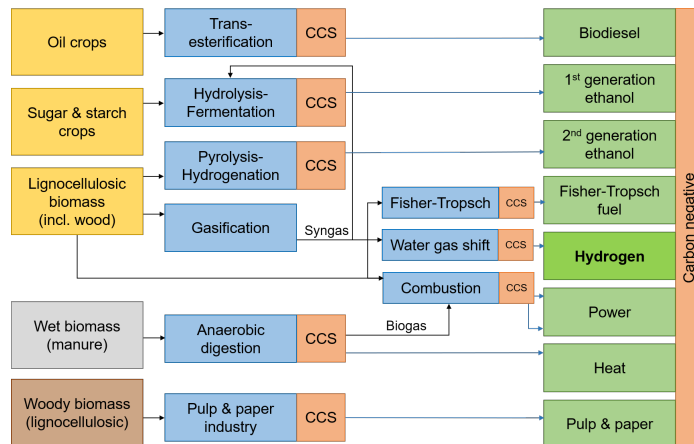 Oil crops
Trans-
esterification
CCS
Biodiesel
Sugar & starch
crops
Hydrolysis-
Fermentation
CCS
1st generation
ethanol
Pyrolysis-
Hydrogenation
CCS
2nd generation
ethanol
Lignocellulosic
biomass
(incl. wood)
Gasification
Syngas
Fisher-Tropsch
CCS
Fisher-Tropsch
fuel
Water gas shift
CCS
Hydrogen
Combustion
CCS
Power
Wet biomass
(manure)
Anaerobic
digestion
CCS
Biogas
Heat
Woody biomass
(lignocellulosic)
Pulp & paper
industry
CCS
Pulp & paper
Carbon negative